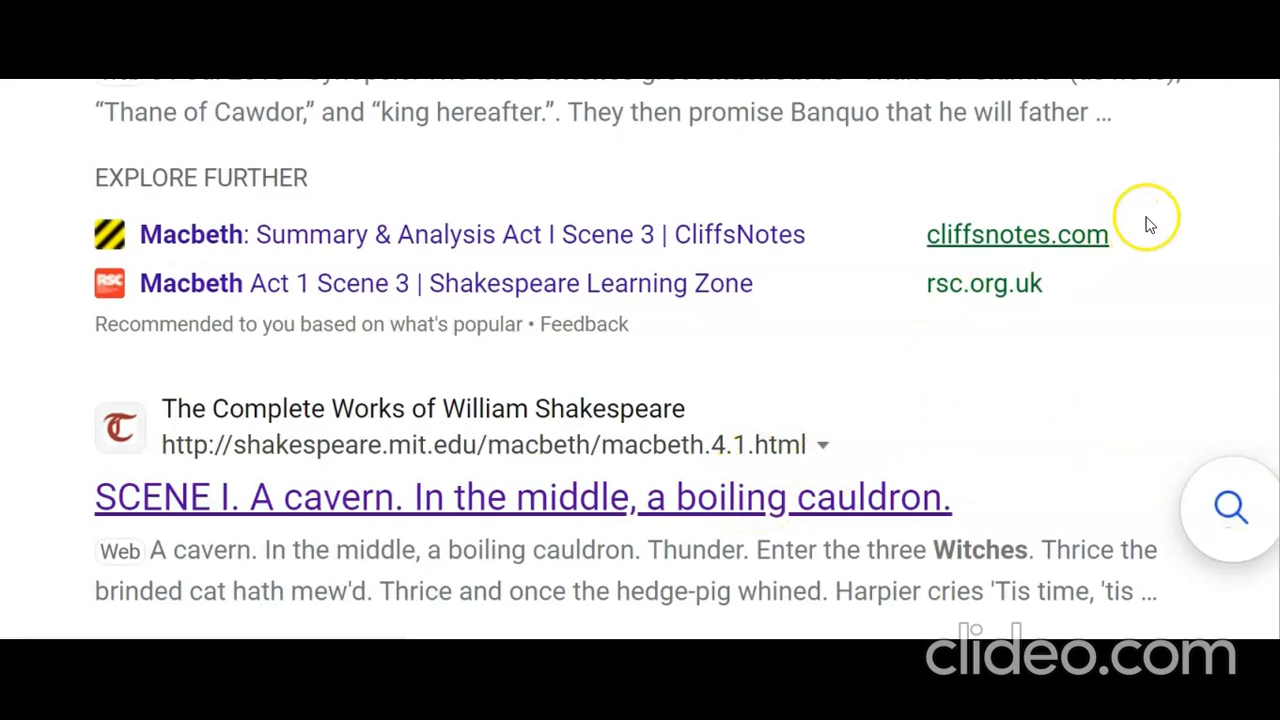 “Thane of Cawdor,” and “king hereafter.”. They then promise Banquo that he will father ...
EXPLORE FURTHER
Macbeth: Summary & Analysis Act I Scene 3 | CliffsNotes cliffsnotes.com
RSC Macbeth Act 1 Scene 3 | Shakespeare Learning Zone rsc.org.uk
Recommended to you based on what's popular • Feedback
The Complete Works of William Shakespeare
http://shakespeare.mit.edu/macbeth/macbeth.4.1.html
SCENE I. A cavern. In the middle, a boiling cauldron.
Web A cavern. In the middle, a boiling cauldron. Thunder. Enter the three Witches. Thrice the
brinded cat hath mew'd. Thrice and once the hedge-pig whined. Harpier cries 'Tis time, 'tis ...
clideo.com